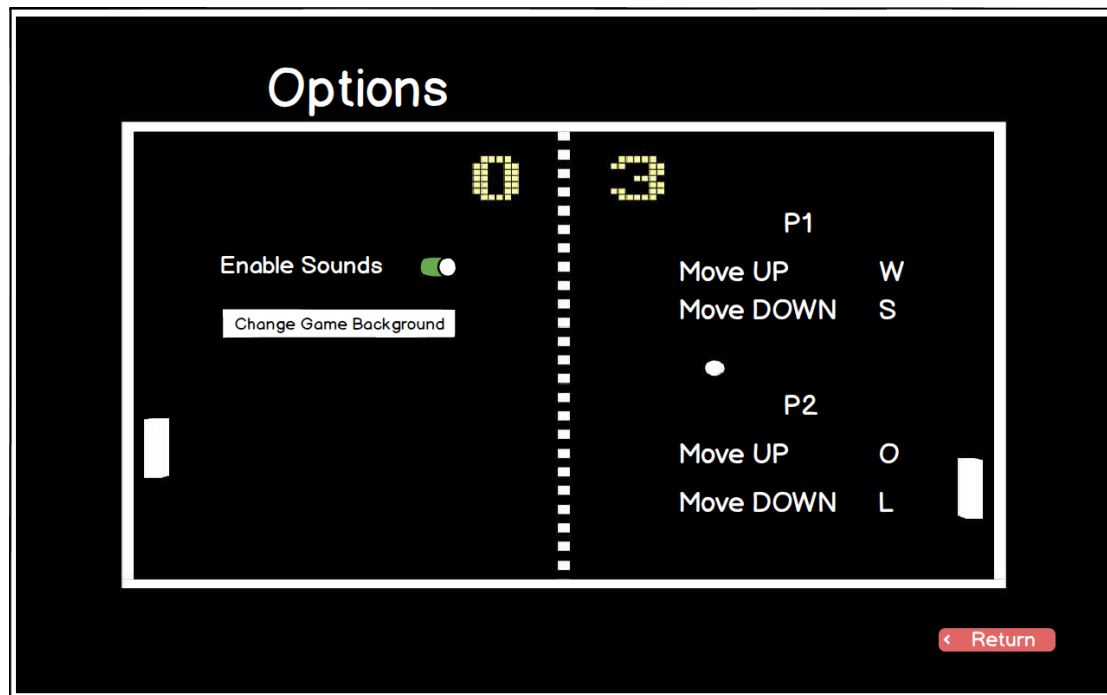 Options
0 3
Enable Sounds
Change Game Background
P1
Move UP W
Move DOWN S
P2
Move UP O
Move DOWN L
< Return